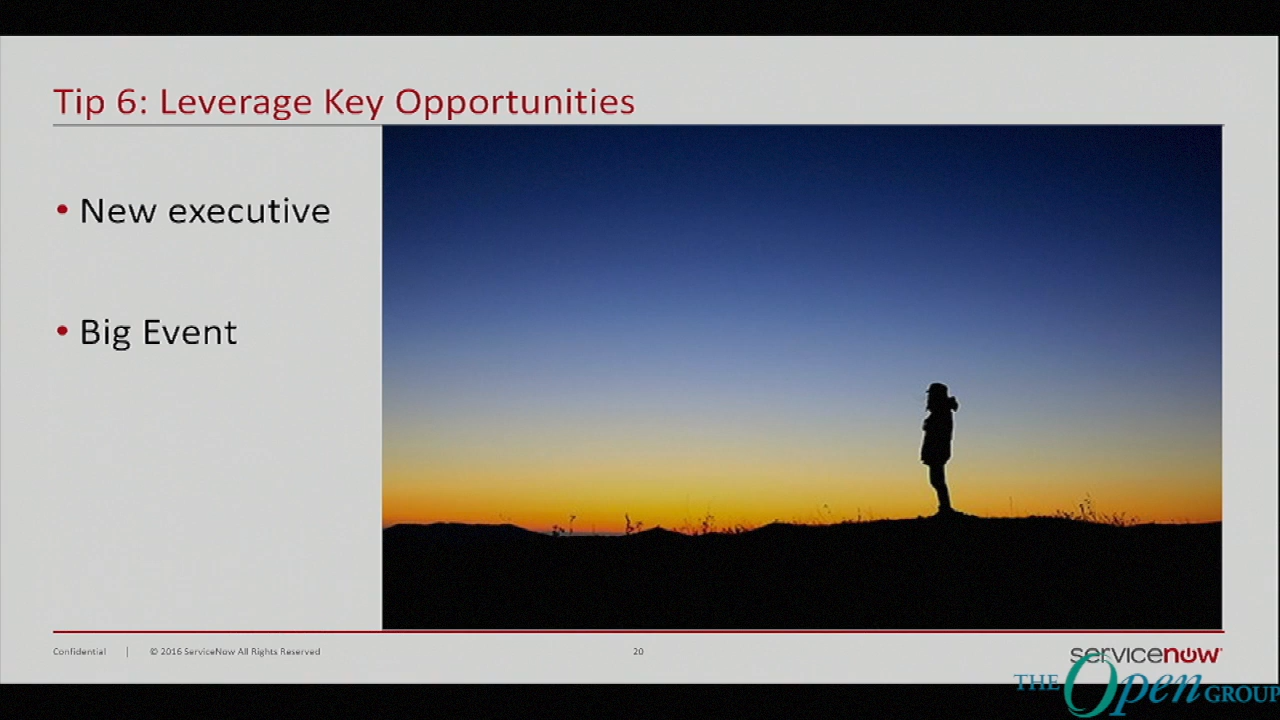 Tip 6: Leverage Key Opportunities
• New executive
• Big Event
Confidential | © 2016 ServiceNow All Rights Reserved
20
servicenow
THE Open GROUP